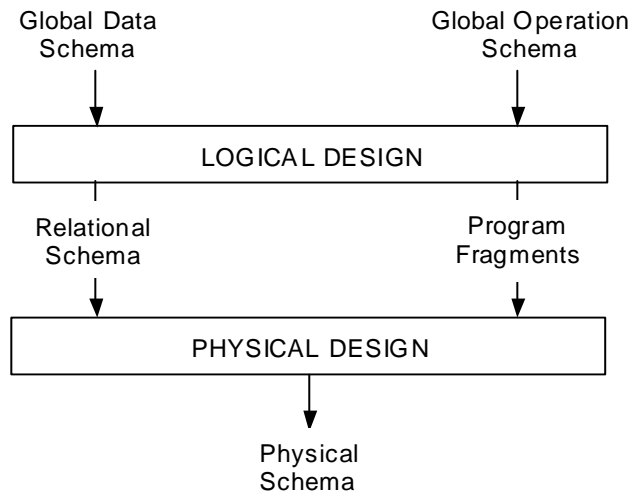 Global Data
Schema
Global Operation
Schema
LOGICAL DESIGN
Relational
Schema
Program
Fragments
PHYSICAL DESIGN
Physical
Schema